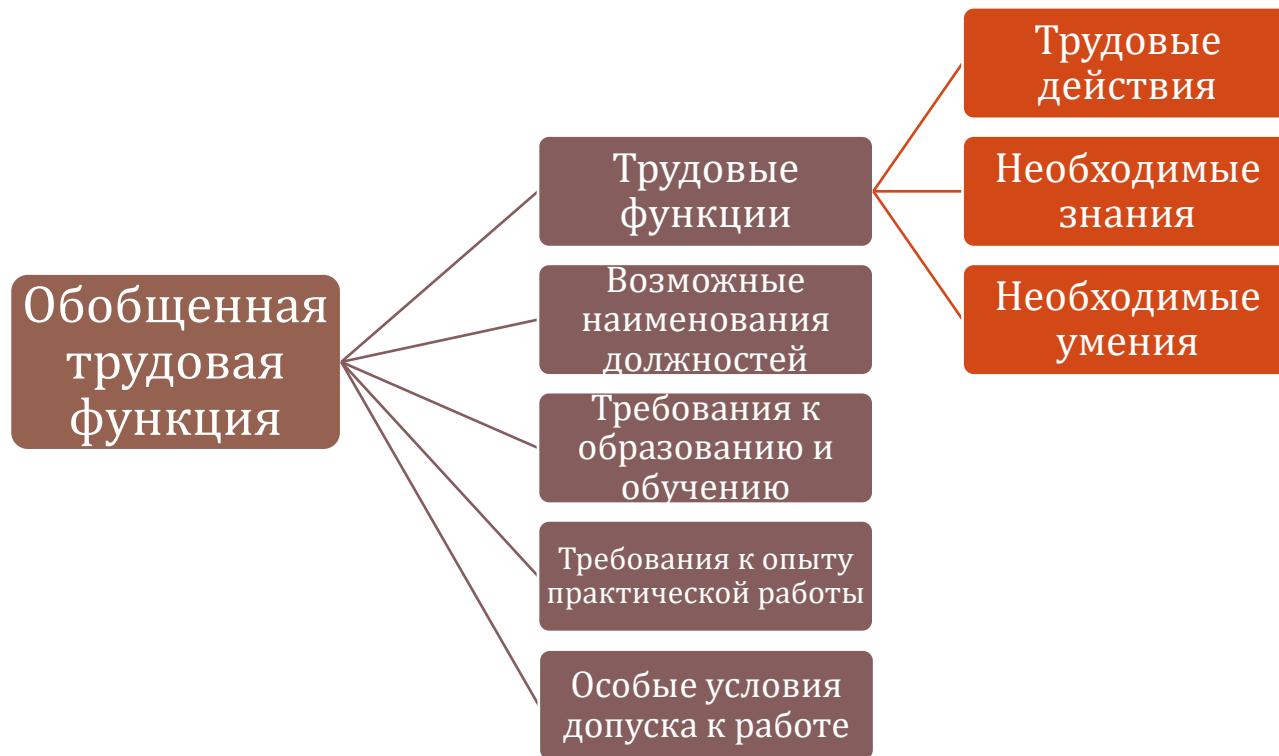 Обобщенная
трудовая
функция
Трудовые
функции
Возможные
наименования
должностей
Требования к
образованию и
обучению
Требования к опыту
практической работы
Особые условия
допуска к работе
Трудовые
действия
Необходимые
знания
Необходимые
умения